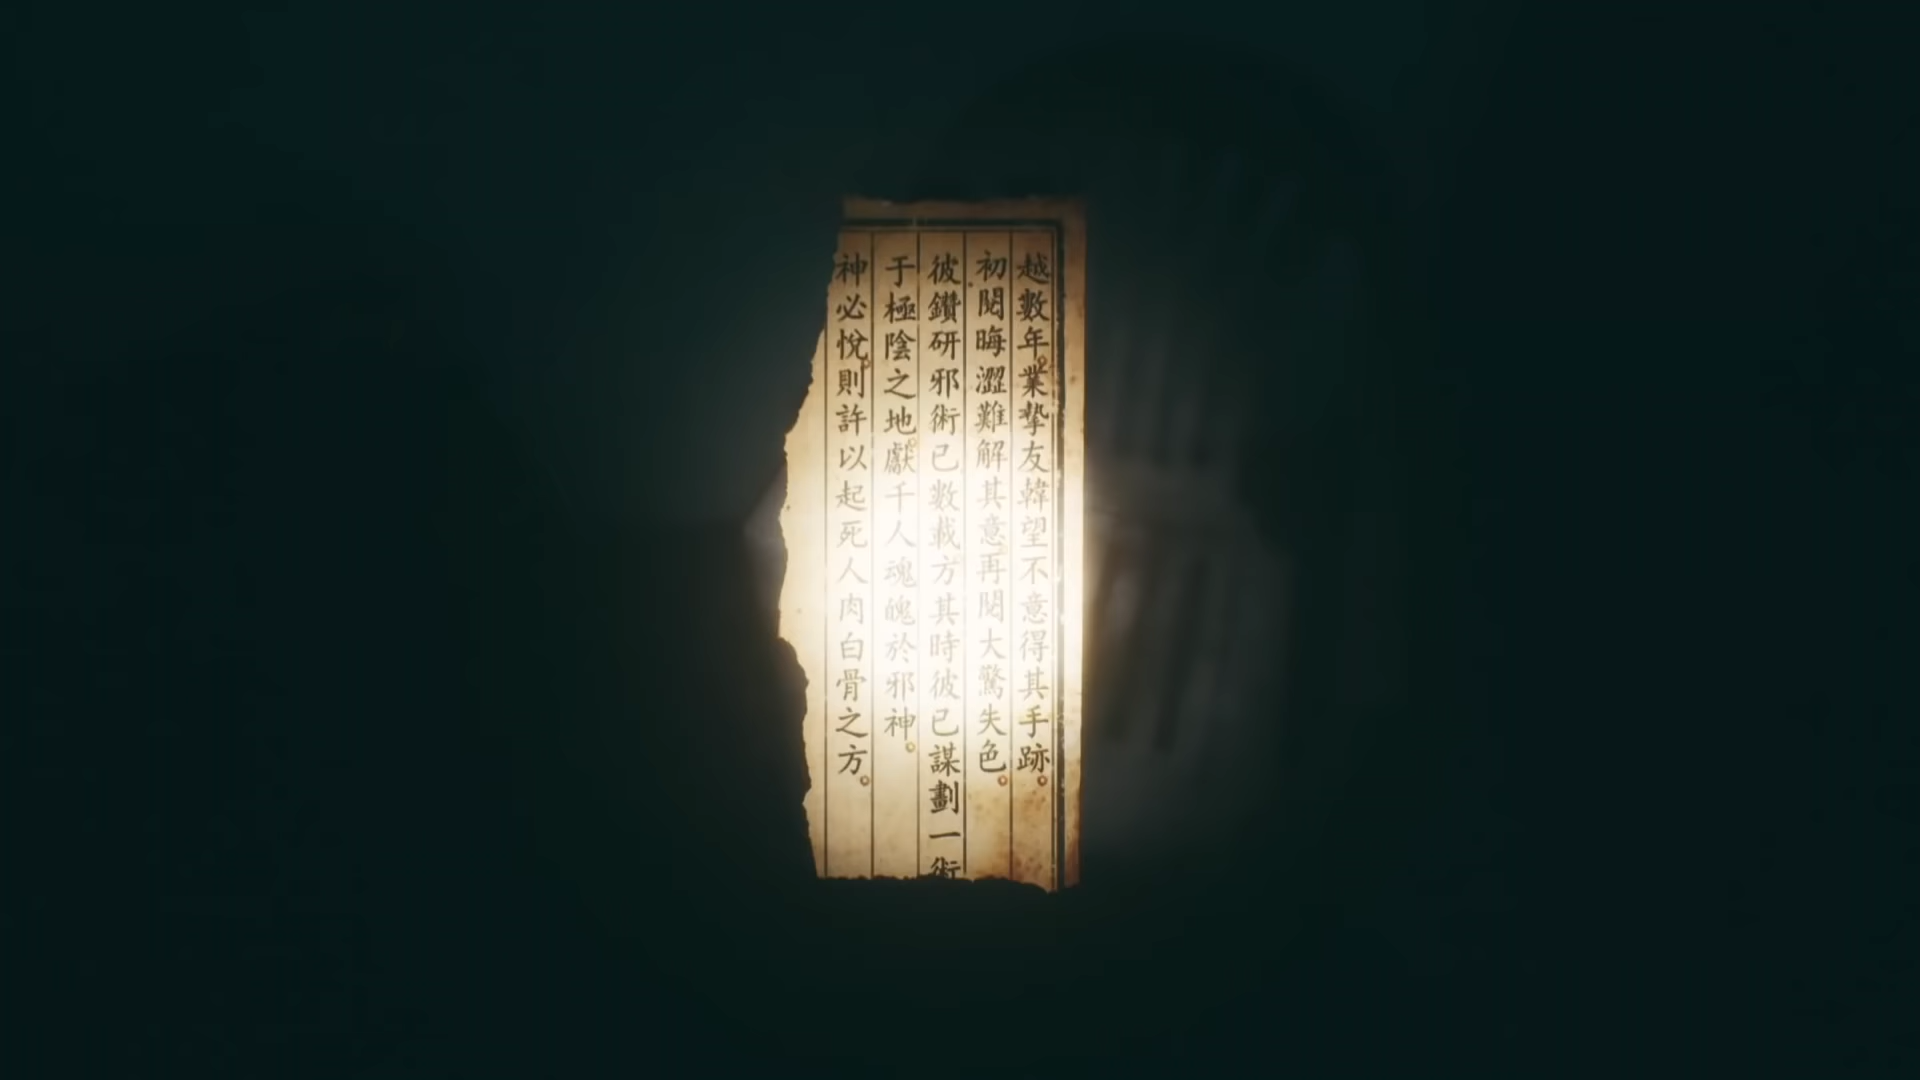 越數年。業摯友韓望不意得其手跡。
初閱晦澀難解其意再閱大驚失色。
彼鑽研邪術已数載方其時彼已謀劃一術
于極陰之地。獻千人魂魄於邪神。
神必悅。則許以起死人肉白骨之方。